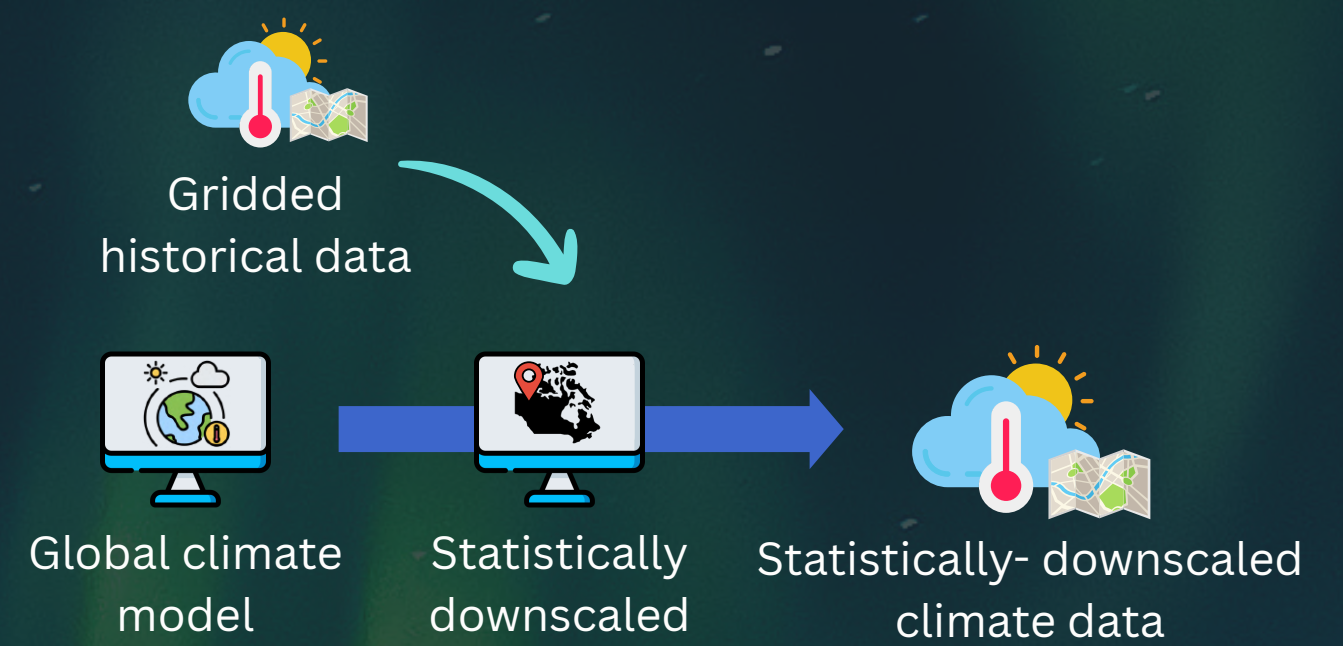 Gridded
historical data
Global climate
model
Statistically
downscaled
Statistically- downscaled
climate data